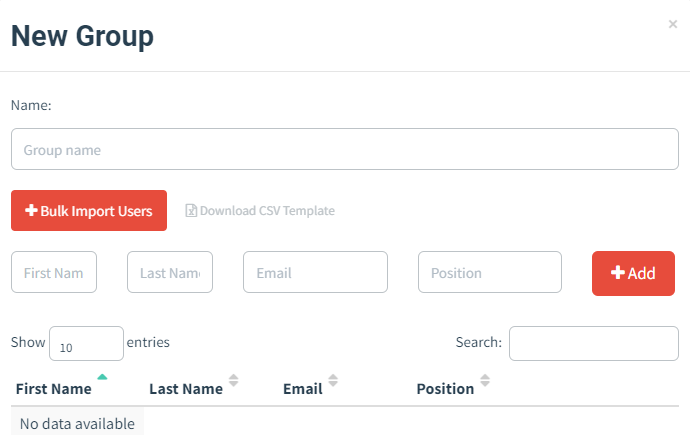 New Group
×
Name:
Group name
+ Bulk Import Users Download CSV Template
First Nam Last Name Email Position + Add
Show 10 entries Search:
First Name Last Name Email Position
No data available